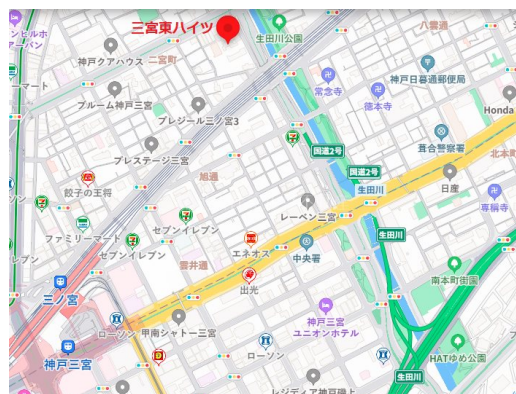 三宮東ハイツ
生田川公園
八雲通
神戸クアハウス
二宮町
神戸日暮通郵便局
常念寺
徳本寺
ブルーム神戸三宮
プレジール三ノ宮3
Honda
葺合警察署
国道2号
北本町
プレステージ三宮
旭通
国道2号
生田川
日産
餃子の王将
専稱寺
レーベン三宮
セブンイレブン
ファミリーマート
エネオス
中央署
生田川
セブンイレブン
雲井通
出光
南本町街園
三ノ宮
ローソン
甲南シャトー三宮
神戸三宮
ユニオンホテル
神戸三宮
ローソン
HATゆめ公園
生田川